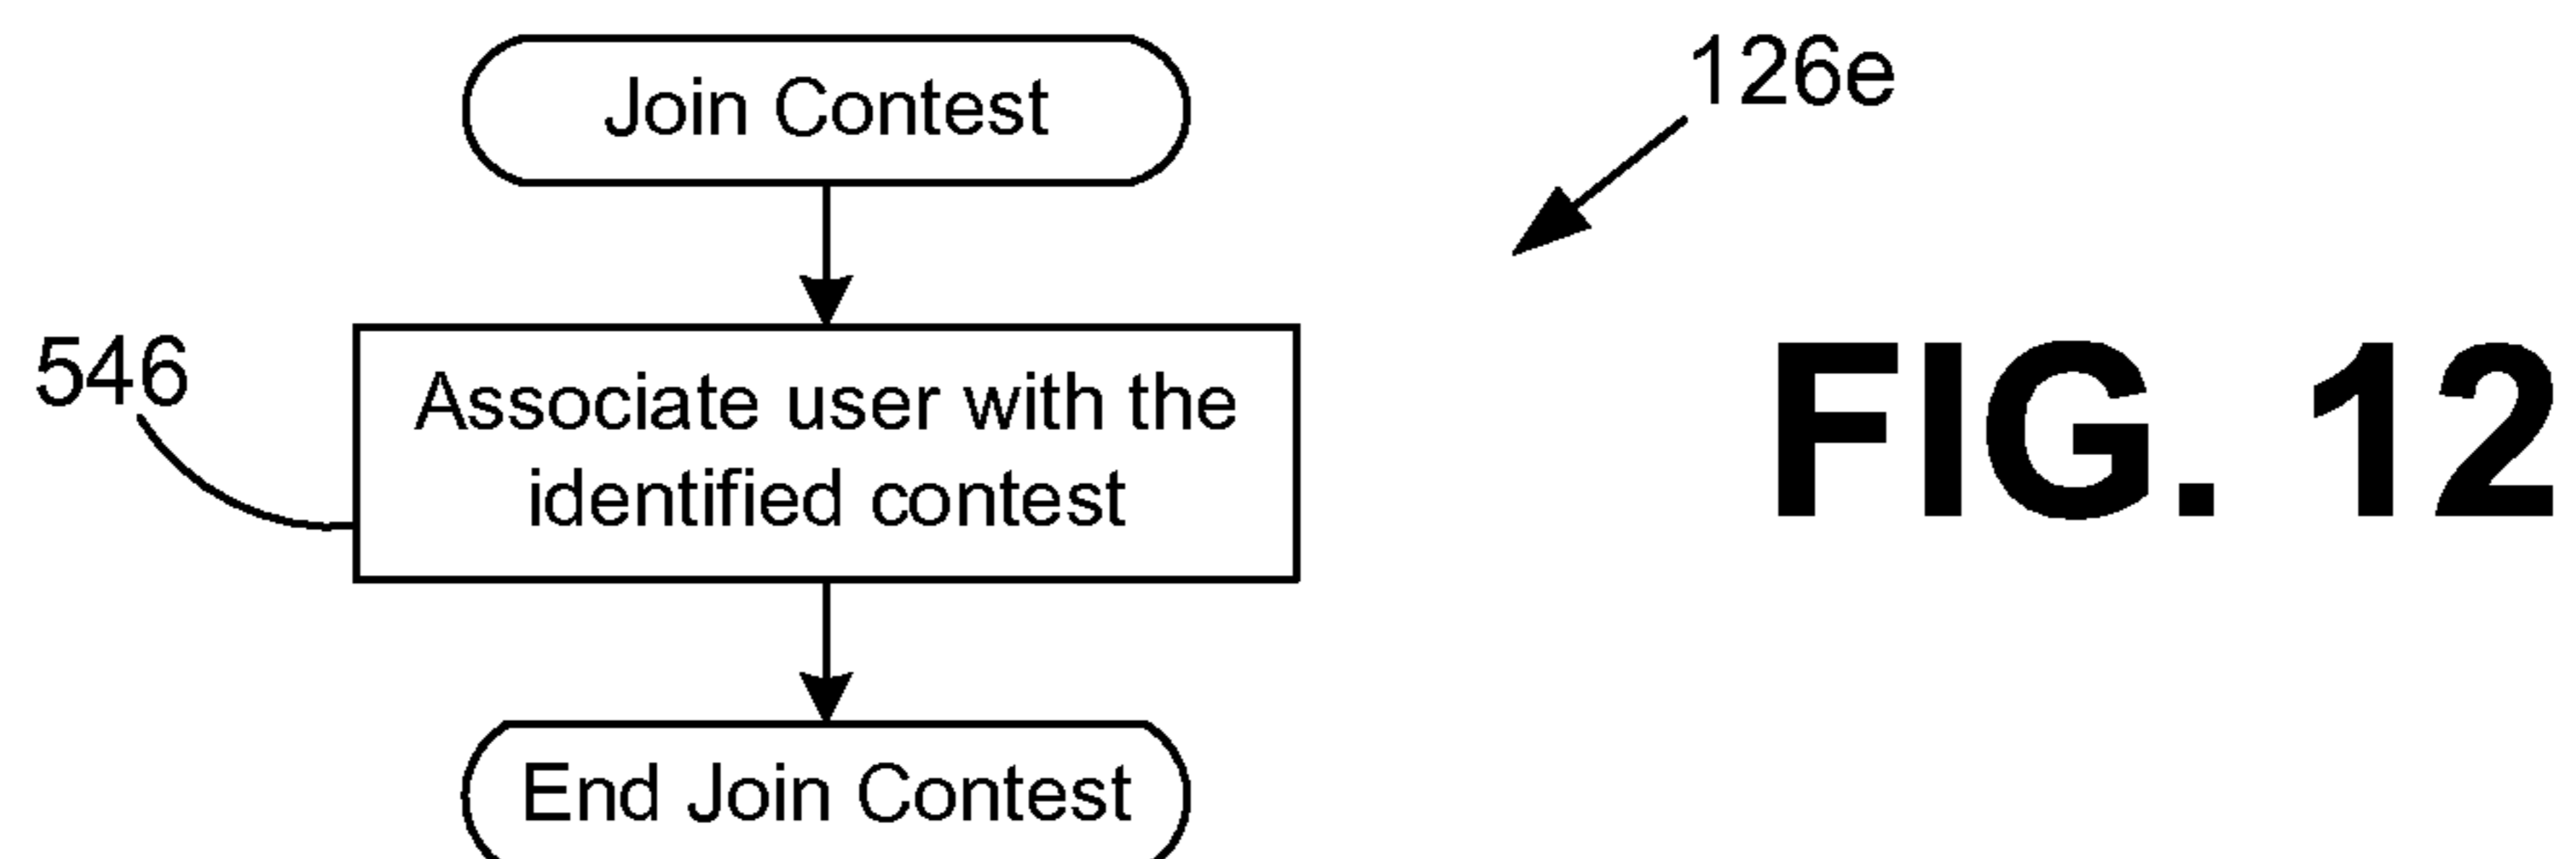 Join Contest
126e
546
Associate user with the
identified contest
FIG. 12
End Join Contest